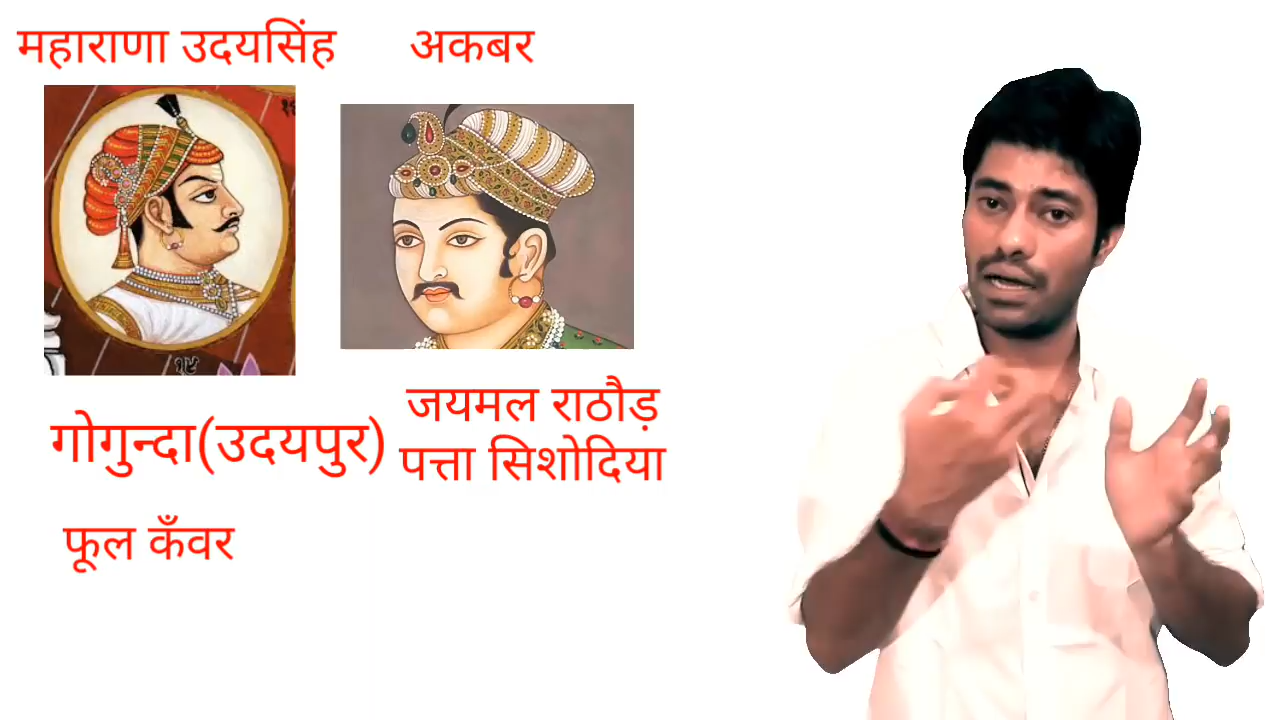 महाराणा उदयसिंह
अकबर
गोगुन्दा(उदयपुर)
जयमल राठौड़
पत्ता सिशोदिया
फूल कँवर